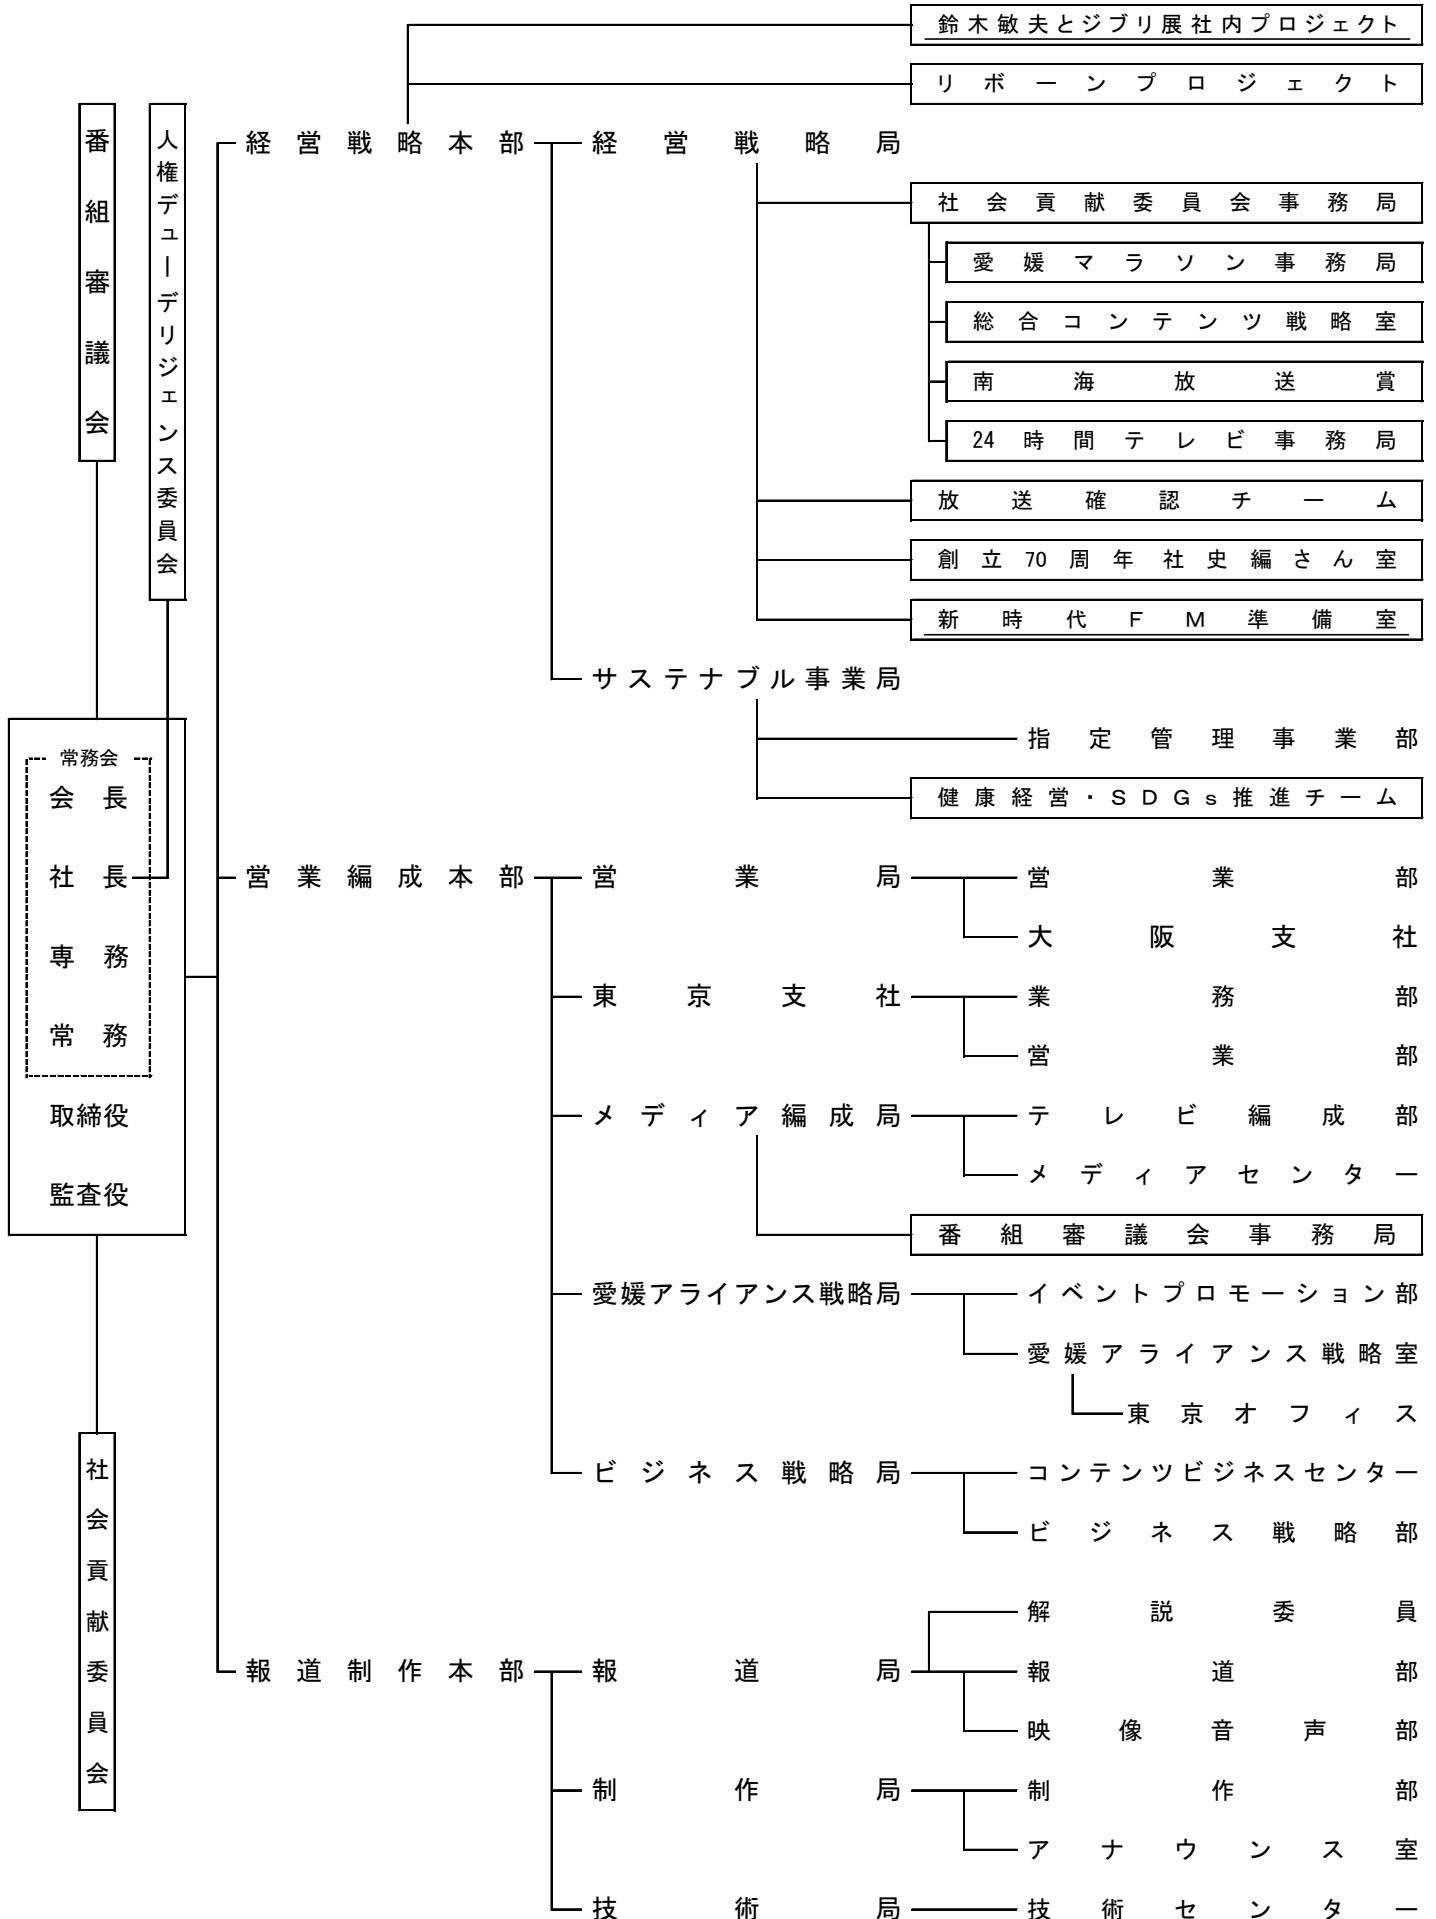 鈴木敏夫とジブリ展社内プロジェクト
リボーンプロジェクト
番組審議会
人権デューデリジェンス委員会
経営戦略本部
経営戦略局
社会貢献委員会事務局
愛媛マラソン事務局
総合コンテンツ戦略室
南海放送賞
24時間テレビ事務局
放送確認チーム
創立70周年社史編さん室
新時代FM準備室
サステナブル事業局
指定管理事業部
健康経営・SDGs推進チーム
常務会
会長
社長
専務
常務
取締役
監査役
営業編成本部
営業局
営業部
大阪支社
東京支社
業務部
営業部
メディア編成局
テレビ編成部
メディアセンター
番組審議会事務局
愛媛アライアンス戦略局
イベントプロモーション部
愛媛アライアンス戦略室
東京オフィス
ビジネス戦略局
コンテンツビジネスセンター
ビジネス戦略部
社会貢献委員会
報道制作本部
報道局
解説委員
報道部
映像音声部
制作局
制作部
アナウンス室
技術局
技術センター